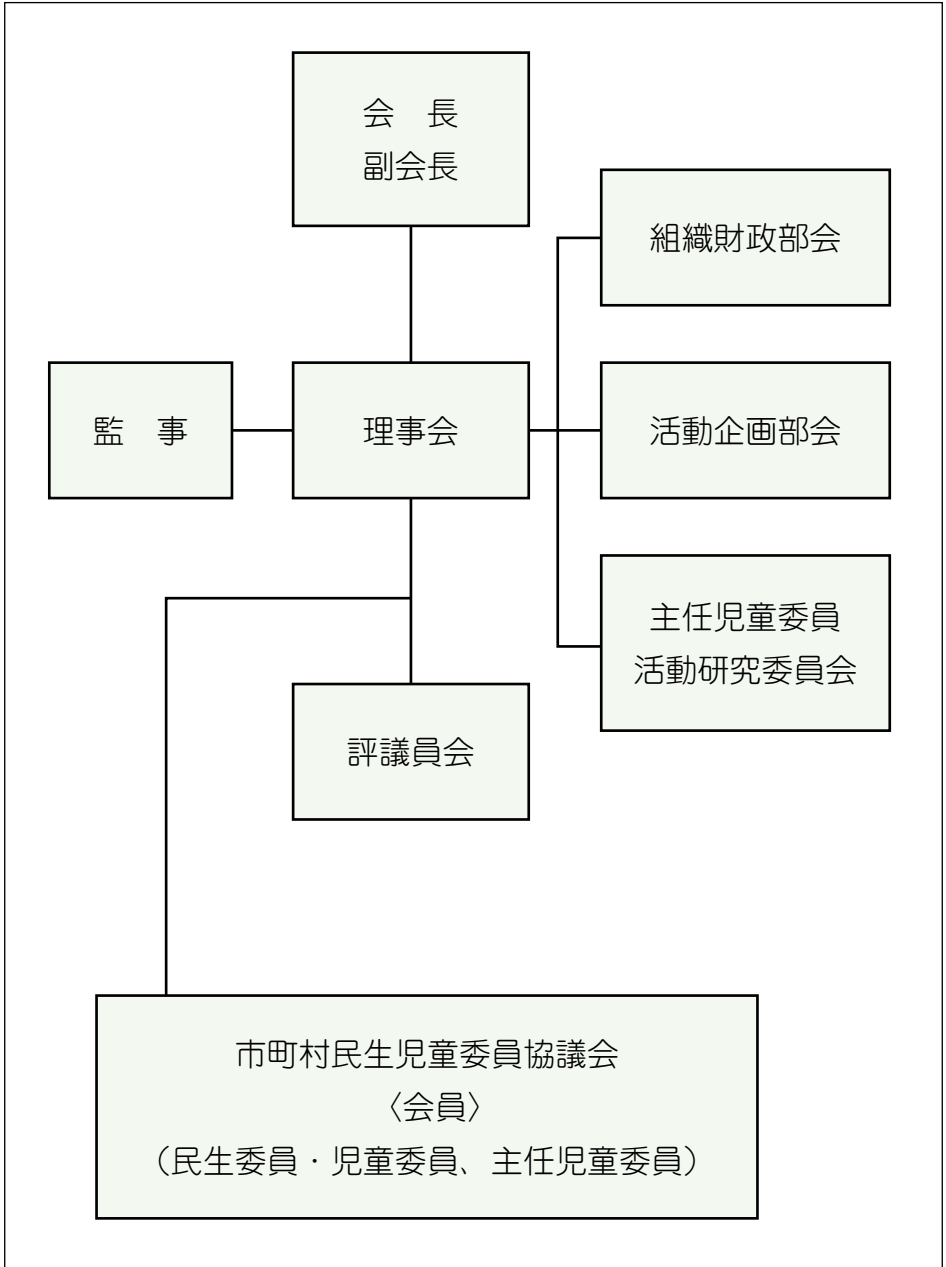 会　長
副会長
組織財政部会
監　事
理事会
活動企画部会
主任児童委員
活動研究委員会
評議員会
市町村民生児童委員協議会
〈会員〉
（民生委員・児童委員、主任児童委員）